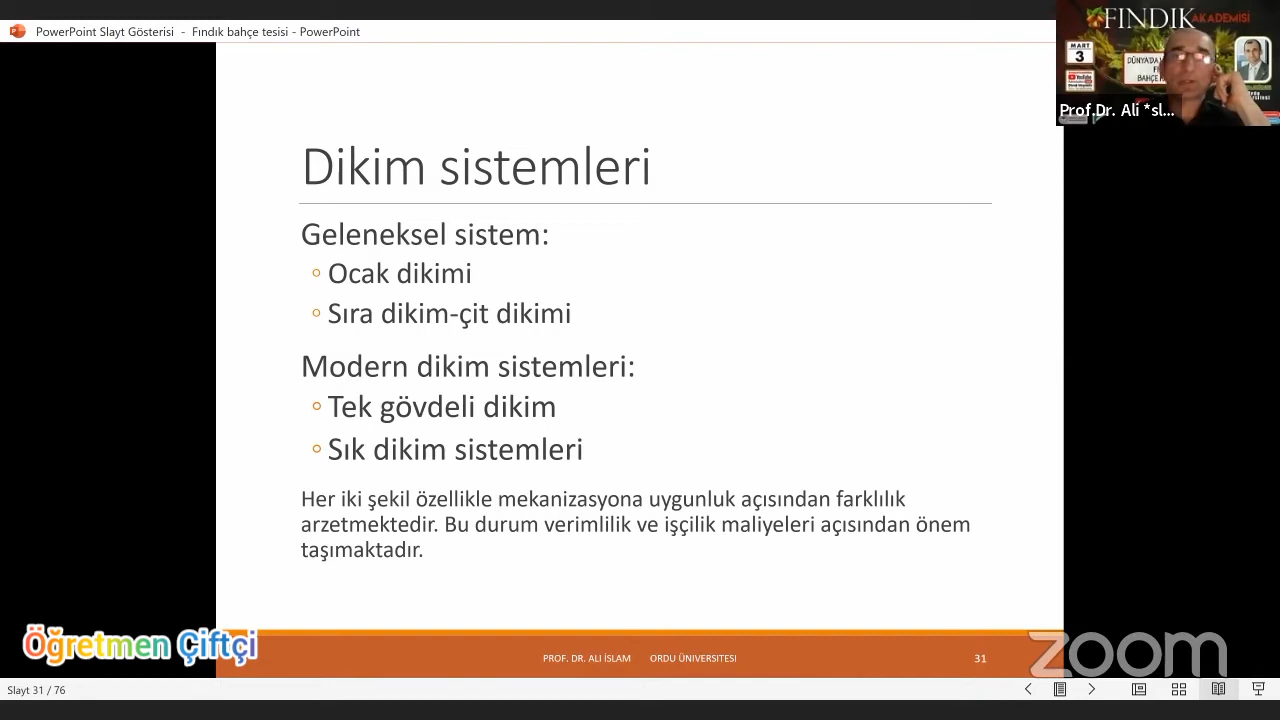 PowerPoint Slayt Gösterisi - Fındık bahçe tesisi - PowerPoint
FINDIK AKADEMİSİ
MART
3
DÜNYA'DA
YouTube
BAHÇE
Prof.Dr. Ali *sl...
Dikim sistemleri
Geleneksel sistem:
Ocak dikimi
Sıra dikim-çit dikimi
Modern dikim sistemleri:
Tek gövdeli dikim
Sık dikim sistemleri
Her iki şekil özellikle mekanizasyona uygunluk açısından farklılık
arzetmektedir. Bu durum verimlilik ve işçilik maliyeleri açısından önem
taşımaktadır.
Öğretmen Çiftçi
PROF. DR. ALI İSLAM ORDU ÜNIVERSITESI
31
zoom
Slayt 31 / 76